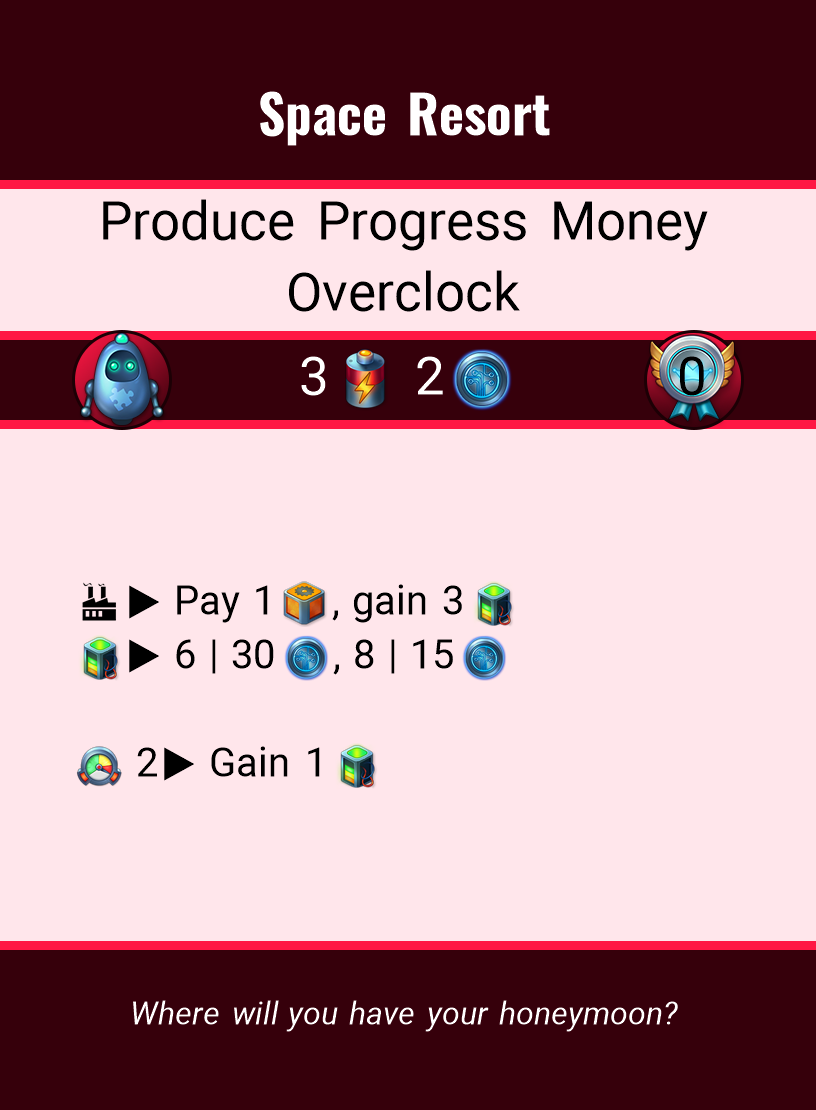 Space Resort
Produce Progress Money
Overclock
3 2 0
Pay 1 , gain 3
6 | 30 , 8 | 15
2 Gain 1
Where will you have your honeymoon?